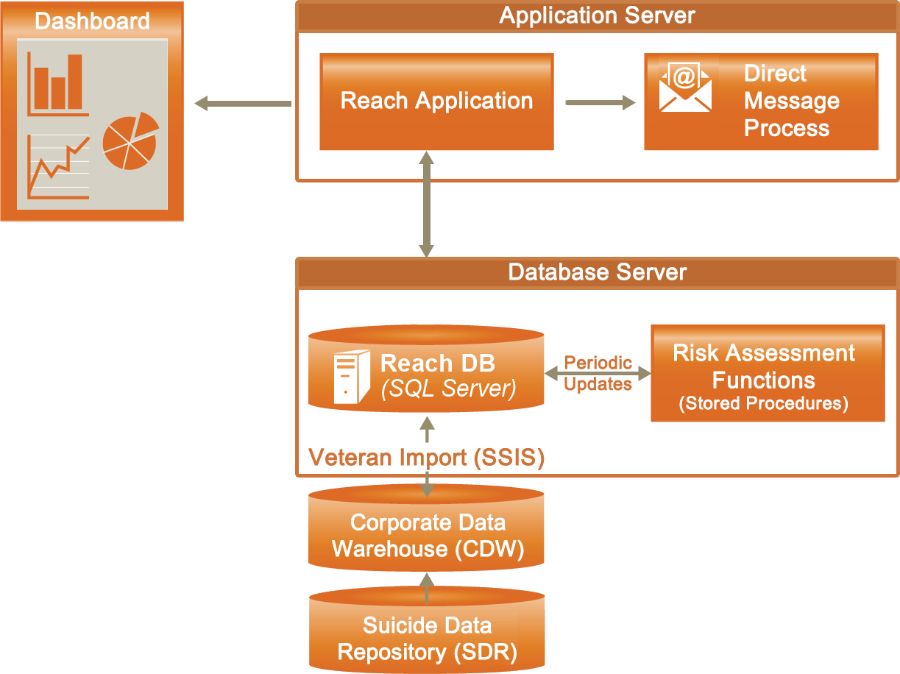 Dashboard
Application Server
Reach Application
@
Direct
Message
Process
Database Server
Reach DB
(SQL Server)
Periodic
Updates
Risk Assessment
Functions
(Stored Procedures)
Veteran Import (SSIS)
Corporate Data
Warehouse (CDW)
Suicide Data
Repository (SDR)